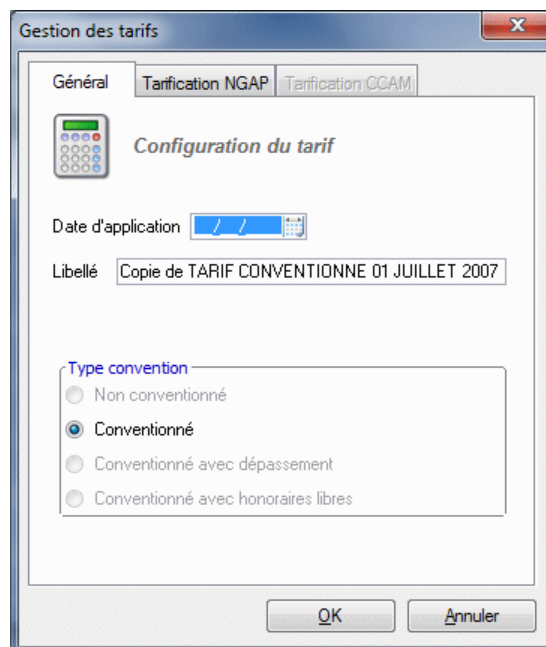 Gestion des tarifs
Général Tarification NGAP Tarification CCAM
Configuration du tarif
Date d'application / /
Libellé Copie de TARIF CONVENTIONNE 01 JUILLET 2007
Type convention
Non conventionné
Conventionné
Conventionné avec dépassement
Conventionné avec honoraires libres
OK Annuler